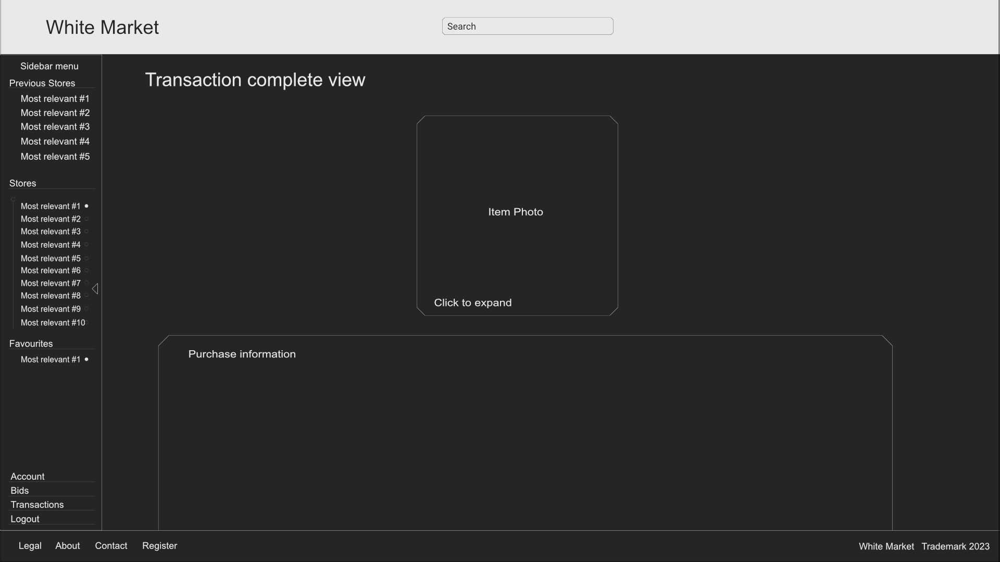 White Market
Search
Sidebar menu
Previous Stores
Most relevant #1
Most relevant #2
Most relevant #3
Most relevant #4
Most relevant #5
Stores
Most relevant #1
Most relevant #2
Most relevant #3
Most relevant #4
Most relevant #5
Most relevant #6
Most relevant #7
Most relevant #8
Most relevant #9
Most relevant #10
Favourites
Most relevant #1
Account
Bids
Transactions
Logout
Transaction complete view
Item Photo
Click to expand
Purchase information
Legal About Contact Register
White Market Trademark 2023